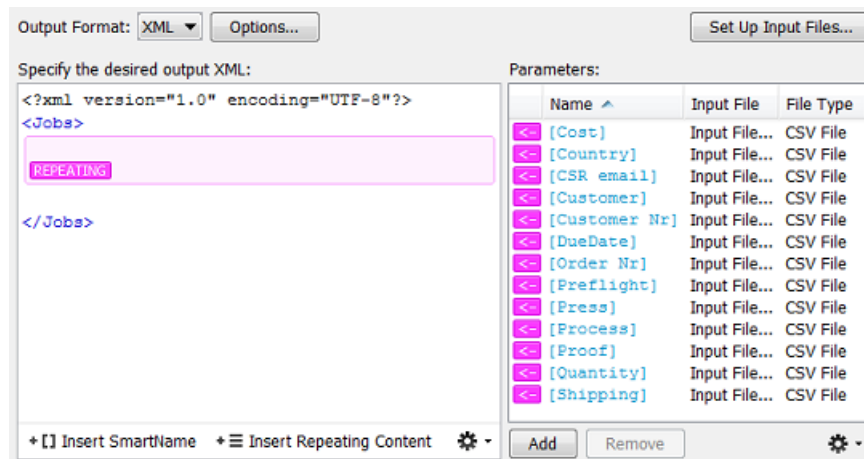 Output Format: XML Options... Set Up Input Files...
Specify the desired output XML: Parameters:
<?xml version="1.0" encoding="UTF-8"?>
<Jobs>
REPEATING
</Jobs>
+[] Insert SmartName + Insert Repeating Content
Name Input File File Type
<- [Cost] Input File... CSV File
<- [Country] Input File... CSV File
<- [CSR email] Input File... CSV File
<- [Customer] Input File... CSV File
<- [Customer Nr] Input File... CSV File
<- [DueDate] Input File... CSV File
<- [Order Nr] Input File... CSV File
<- [Preflight] Input File... CSV File
<- [Press] Input File... CSV File
<- [Process] Input File... CSV File
<- [Proof] Input File... CSV File
<- [Quantity] Input File... CSV File
<- [Shipping] Input File... CSV File
Add Remove